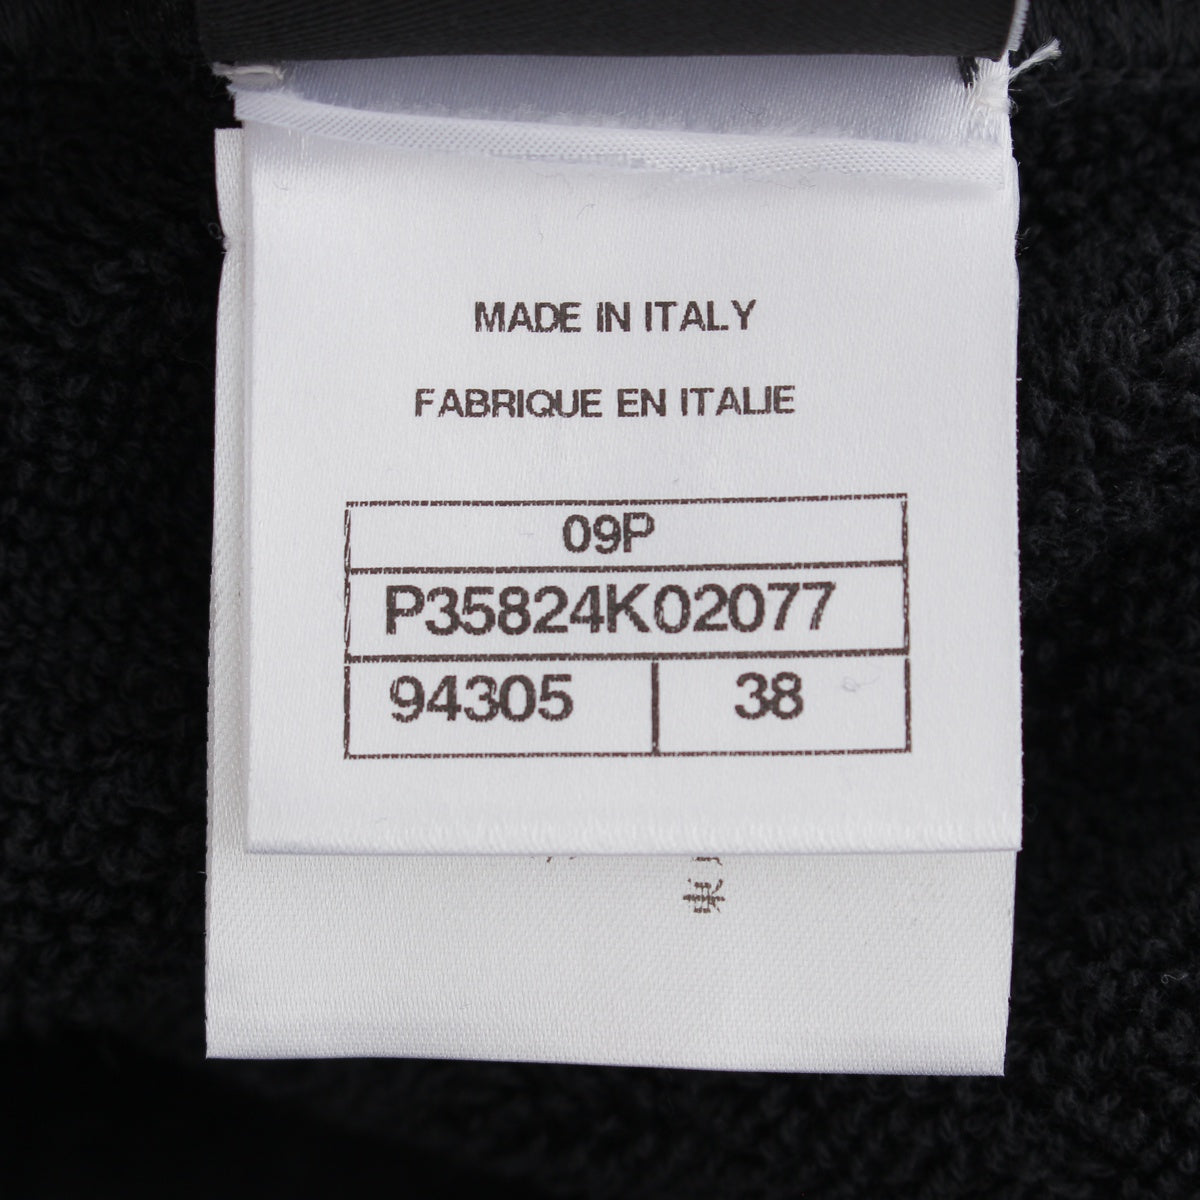 MADE IN ITALY
FABRIQUE EN ITALIE
09P
P35824K02077
94305 38